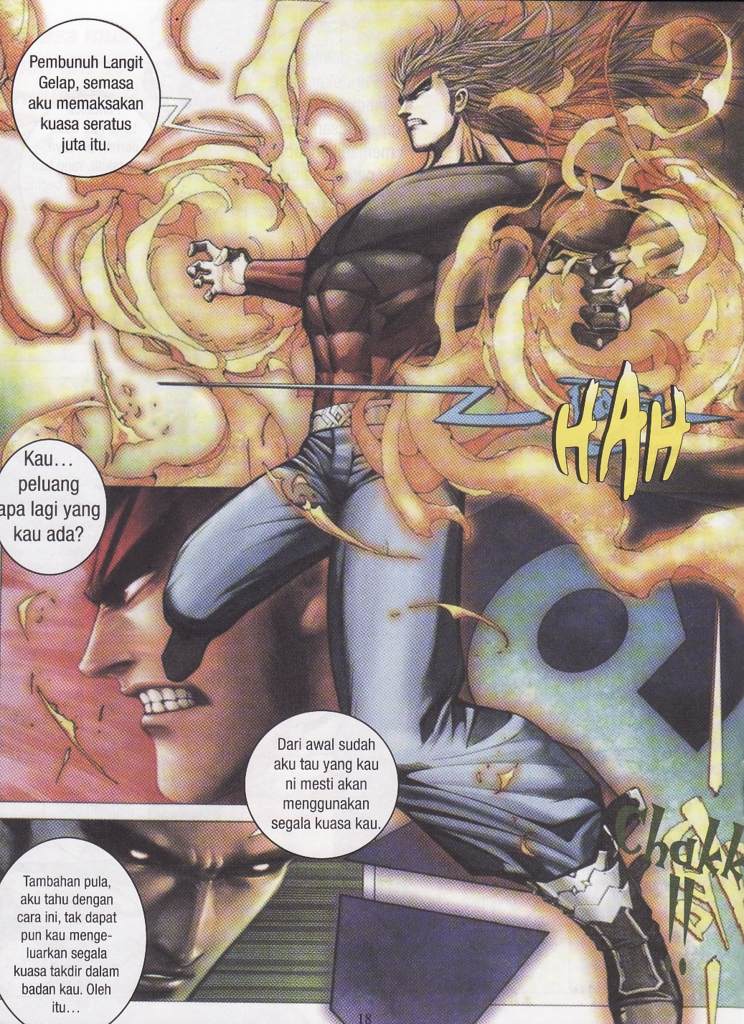 Pembunuh Langit
Gelap, semasa
aku memaksakan
kuasa seratus
juta itu.
HAH
Kau...
peluang
apa lagi yang
kau ada?
Dari awal sudah
aku tau yang kau
ni mesti akan
menggunakan
segala kuasa kau.
Chakk
!!
Tambahan pula,
aku tahu dengan
cara ini, tak dapat
pun kau menge-
luarkan segala
kuasa takdir dalam
badan kau. Oleh
itu...
18